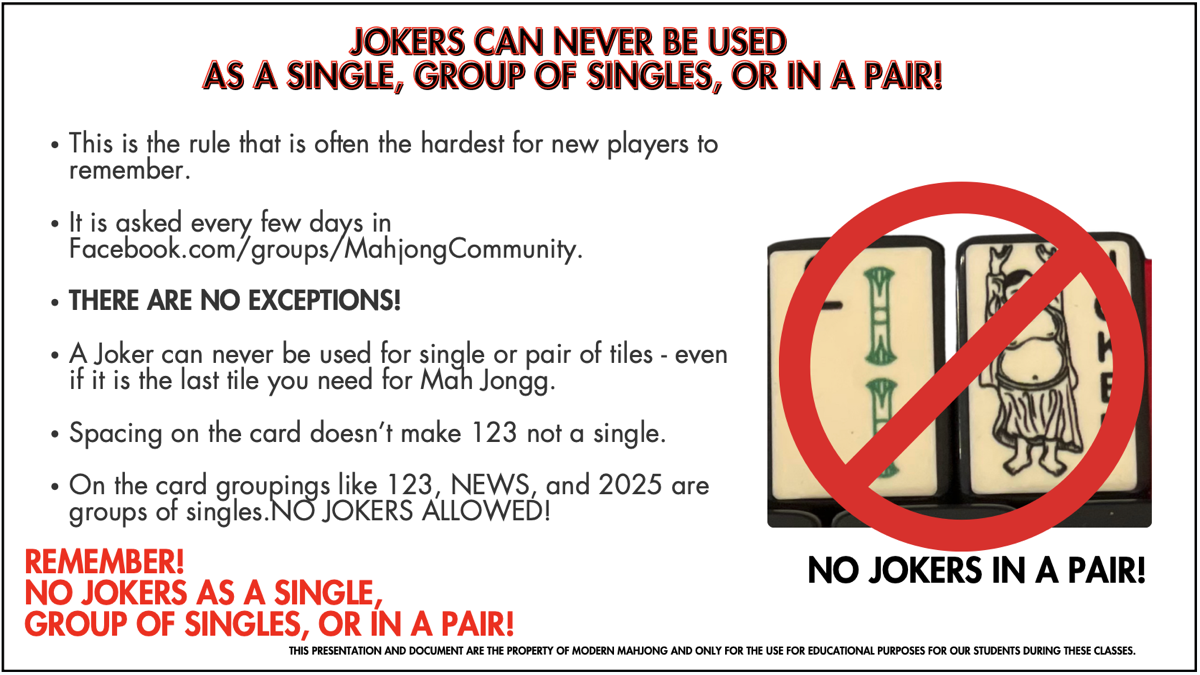 JOKERS CAN NEVER BE USED
AS A SINGLE, GROUP OF SINGLES, OR IN A PAIR!
• This is the rule that is often the hardest for new players to
remember.
• It is asked every few days in
Facebook.com/groups/MahjongCommunity.
• THERE ARE NO EXCEPTIONS!
• A Joker can never be used for single or pair of tiles - even
if it is the last tile you need for Mah Jongg.
• Spacing on the card doesn't make 123 not a single.
• On the card groupings like 123, NEWS, and 2025 are
groups of singles.NO JOKERS ALLOWED!
NO JOKERS IN A PAIR!
REMEMBER!
NO JOKERS AS A SINGLE,
GROUP OF SINGLES, OR IN A PAIR!
THIS PRESENTATION AND DOCUMENT ARE THE PROPERTY OF MODERN MAHJONG AND ONLY FOR THE USE FOR EDUCATIONAL PURPOSES FOR OUR STUDENTS DURING THESE CLASSES.